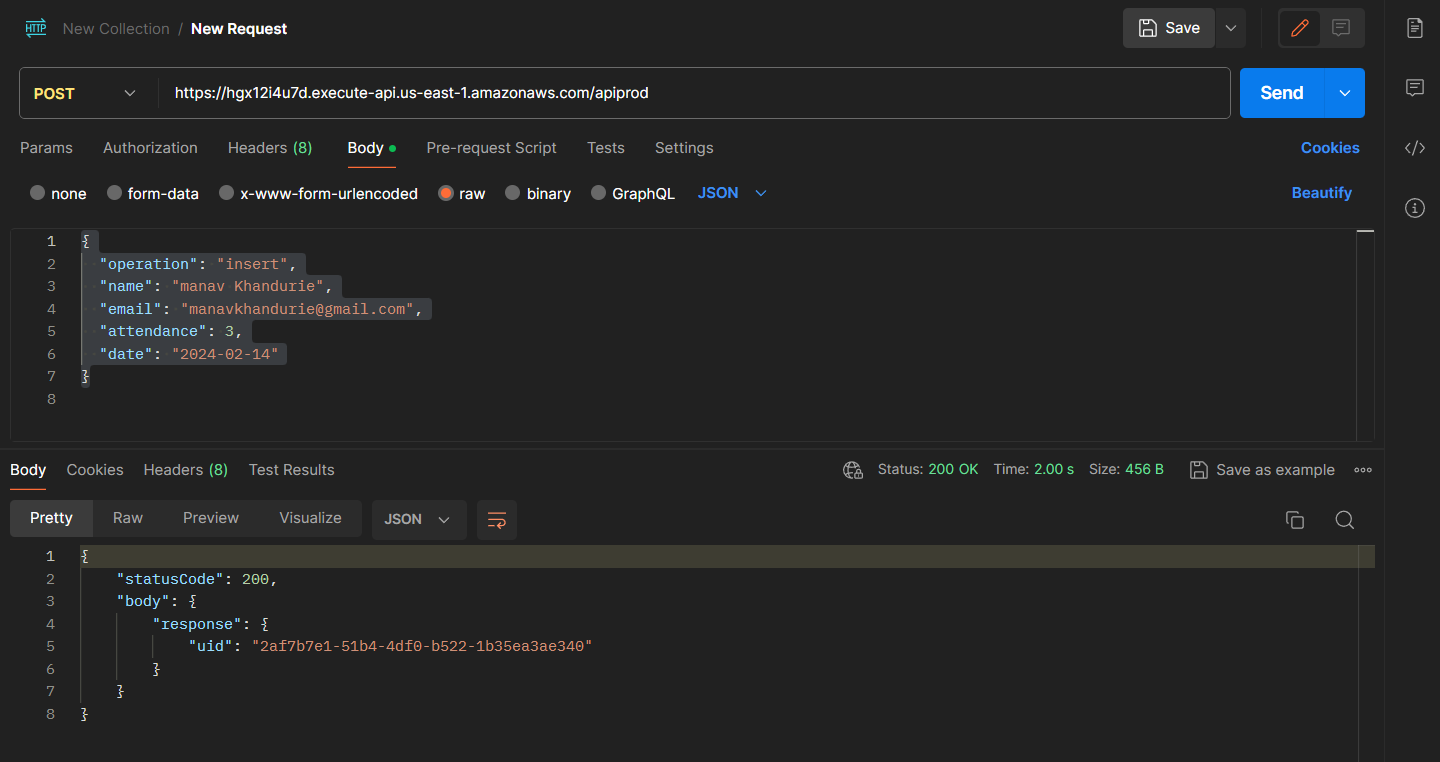 HTTP New Collection / New Request Save
POST https://hgx12i4u7d.execute-api.us-east-1.amazonaws.com/apiprod Send
Params Authorization Headers (8) Body Pre-request Script Tests Settings Cookies
none form-data x-www-form-urlencoded raw binary GraphQL JSON Beautify
1 {
2 "operation": "insert",
3 "name": "manav Khandurie",
4 "email": "manavkhandurie@gmail.com",
5 "attendance": 3,
6 "date": "2024-02-14"
7 }
8
Body Cookies Headers (8) Test Results Status: 200 OK Time: 2.00 s Size: 456 B Save as example
Pretty Raw Preview Visualize JSON
1 {
2 "statusCode": 200,
3 "body": {
4 "response": {
5 "uid": "2af7b7e1-51b4-4df0-b522-1b35ea3ae340"
6 }
7 }
8 }